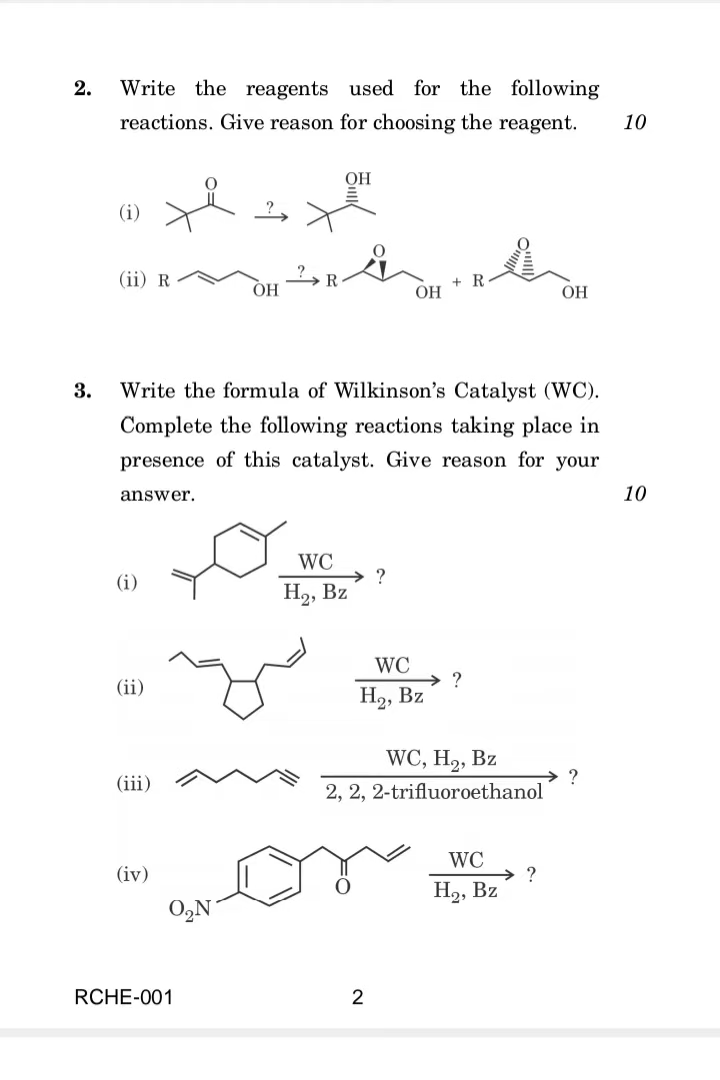 2. Write the reagents used for the following
reactions. Give reason for choosing the reagent. 10
(i) O ? OH
(ii) R OH ? R O OH + R O OH
3. Write the formula of Wilkinson's Catalyst (WC).
Complete the following reactions taking place in
presence of this catalyst. Give reason for your
answer. 10
(i) WC
H₂, Bz ?
(ii) WC
H₂, Bz ?
(iii) WC, H₂, Bz
2, 2, 2-trifluoroethanol ?
(iv) O₂N O WC
H₂, Bz ?
RCHE-001 2